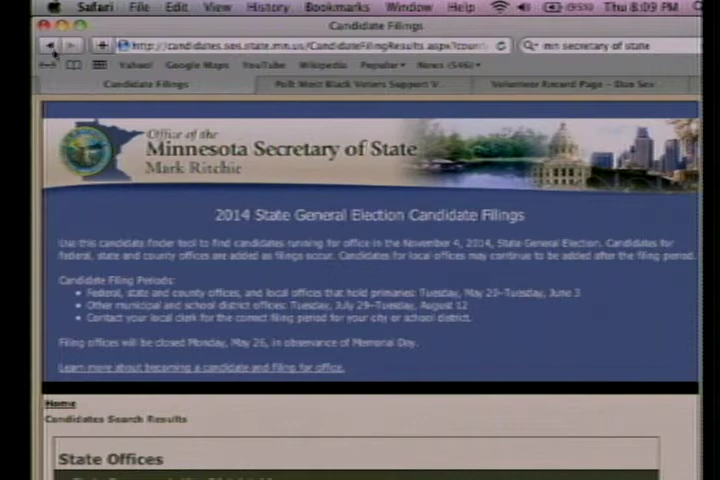 Safari File Edit View History Bookmarks Window Help (95%) Thu 8:09 PM
Candidate Filings
http://candidates.sos.state.mn.us/CandidateFilingResults.aspx?count
mn secretary of state
Yahoo! Google Maps YouTube Wikipedia Popular News (546)
Candidate Filings
Poll: Most Black Voters Support V...
Volunteer Record Page - Dan Sev
Office of the
Minnesota Secretary of State
Mark Ritchie
2014 State General Election Candidate Filings
Use this candidate finder tool to find candidates running for office in the November 4, 2014, State General Election. Candidates for
federal, state and county offices are added as filings occur. Candidates for local offices may continue to be added after the filing period.
Candidate Filing Periods:
• Federal, state and county offices, and local offices that hold primaries: Tuesday, May 20–Tuesday, June 3
• Other municipal and school district offices: Tuesday, July 29–Tuesday, August 12
• Contact your local clerk for the correct filing period for your city or school district.
Filing offices will be closed Monday, May 26, in observance of Memorial Day.
Learn more about becoming a candidate and filing for office.
Home
Candidates Search Results
State Offices